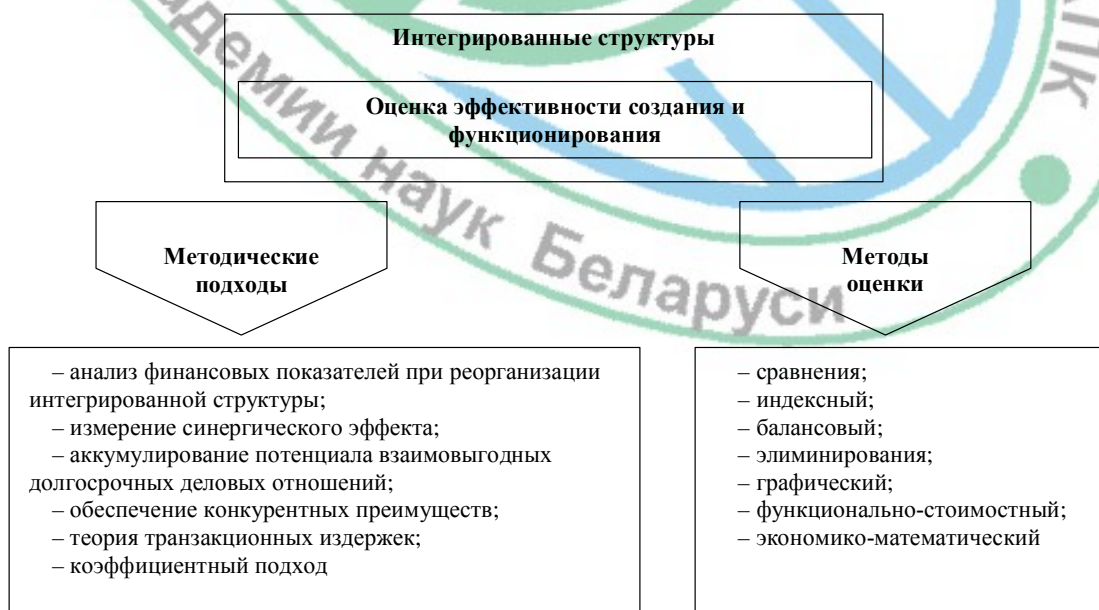 Интегрированные структуры
Оценка эффективности создания и
функционирования
Методические
подходы
Методы
оценки
– анализ финансовых показателей при реорганизации
интегрированной структуры;
– измерение синергического эффекта;
– аккумулирование потенциала взаимовыгодных
долгосрочных деловых отношений;
– обеспечение конкурентных преимуществ;
– теория транзакционных издержек;
– коэффициентный подход
– сравнения;
– индексный;
– балансовый;
– элиминирования;
– графический;
– функционально-стоимостный;
– экономико-математический
наук Беларуси